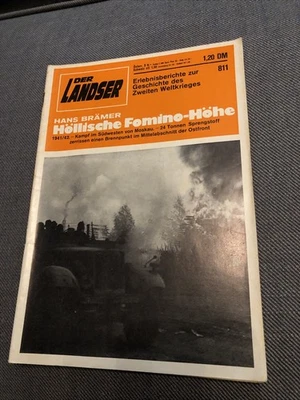 1.20 DM
DER
LANDSER
Erlebnisberichte zur
Geschichte des
Zweiten Weltkrieges
811
HANS BRÄMER
Höllische Fomino-Höhe
1941/42 – Kampf im Südwesten von Moskau. – 24 Tonnen Sprengstoff
zerrissen einen Brennpunkt im Mittelabschnitt der Ostfront